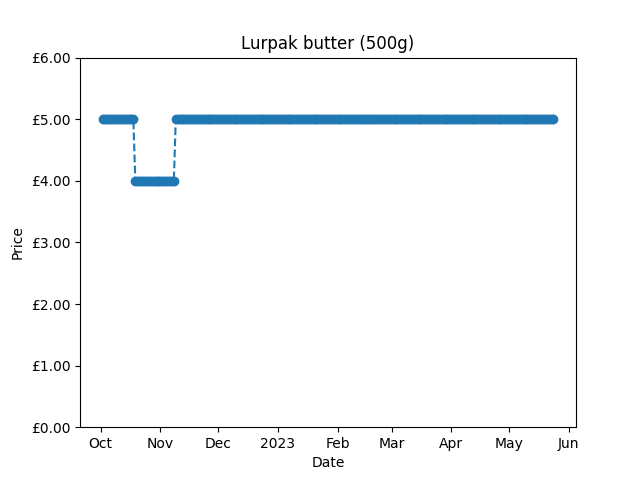 Lurpak butter (500g)
£6.00
£5.00
£4.00
£3.00
£2.00
£1.00
£0.00
Price
Oct Nov Dec 2023 Feb Mar Apr May Jun
Date